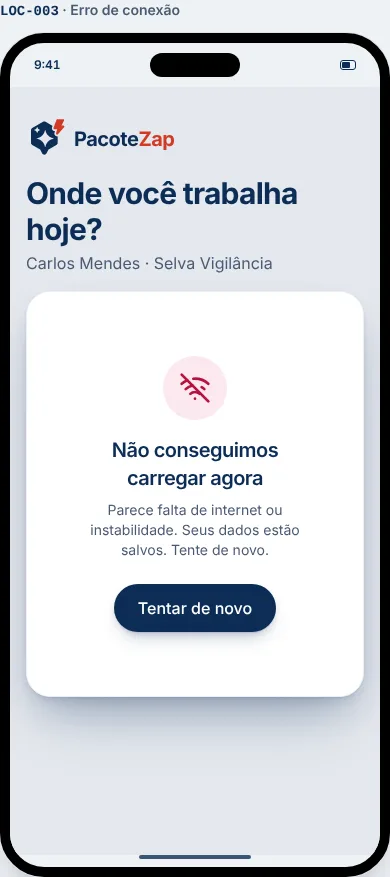 LOC-003 · Erro de conexão
9:41
PacoteZap
Onde você trabalha
hoje?
Carlos Mendes · Selva Vigilância
Não conseguimos
carregar agora
Parece falta de internet ou
instabilidade. Seus dados estão
salvos. Tente de novo.
Tentar de novo